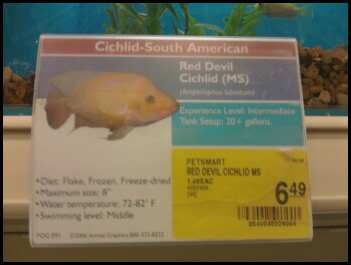 Cichlid-South American
Red Devil
Cichlid (MS)
Experience Level: Intermediate
Tank Setup: 30+ gallons.
•Diet: Flake, Frozen, Freeze-dried
•Maximum size: 8"
•Water temperature: 72-82° F
•Swimming level: Middle
PETSMART
RED DEVIL CICHLID MS
6.49